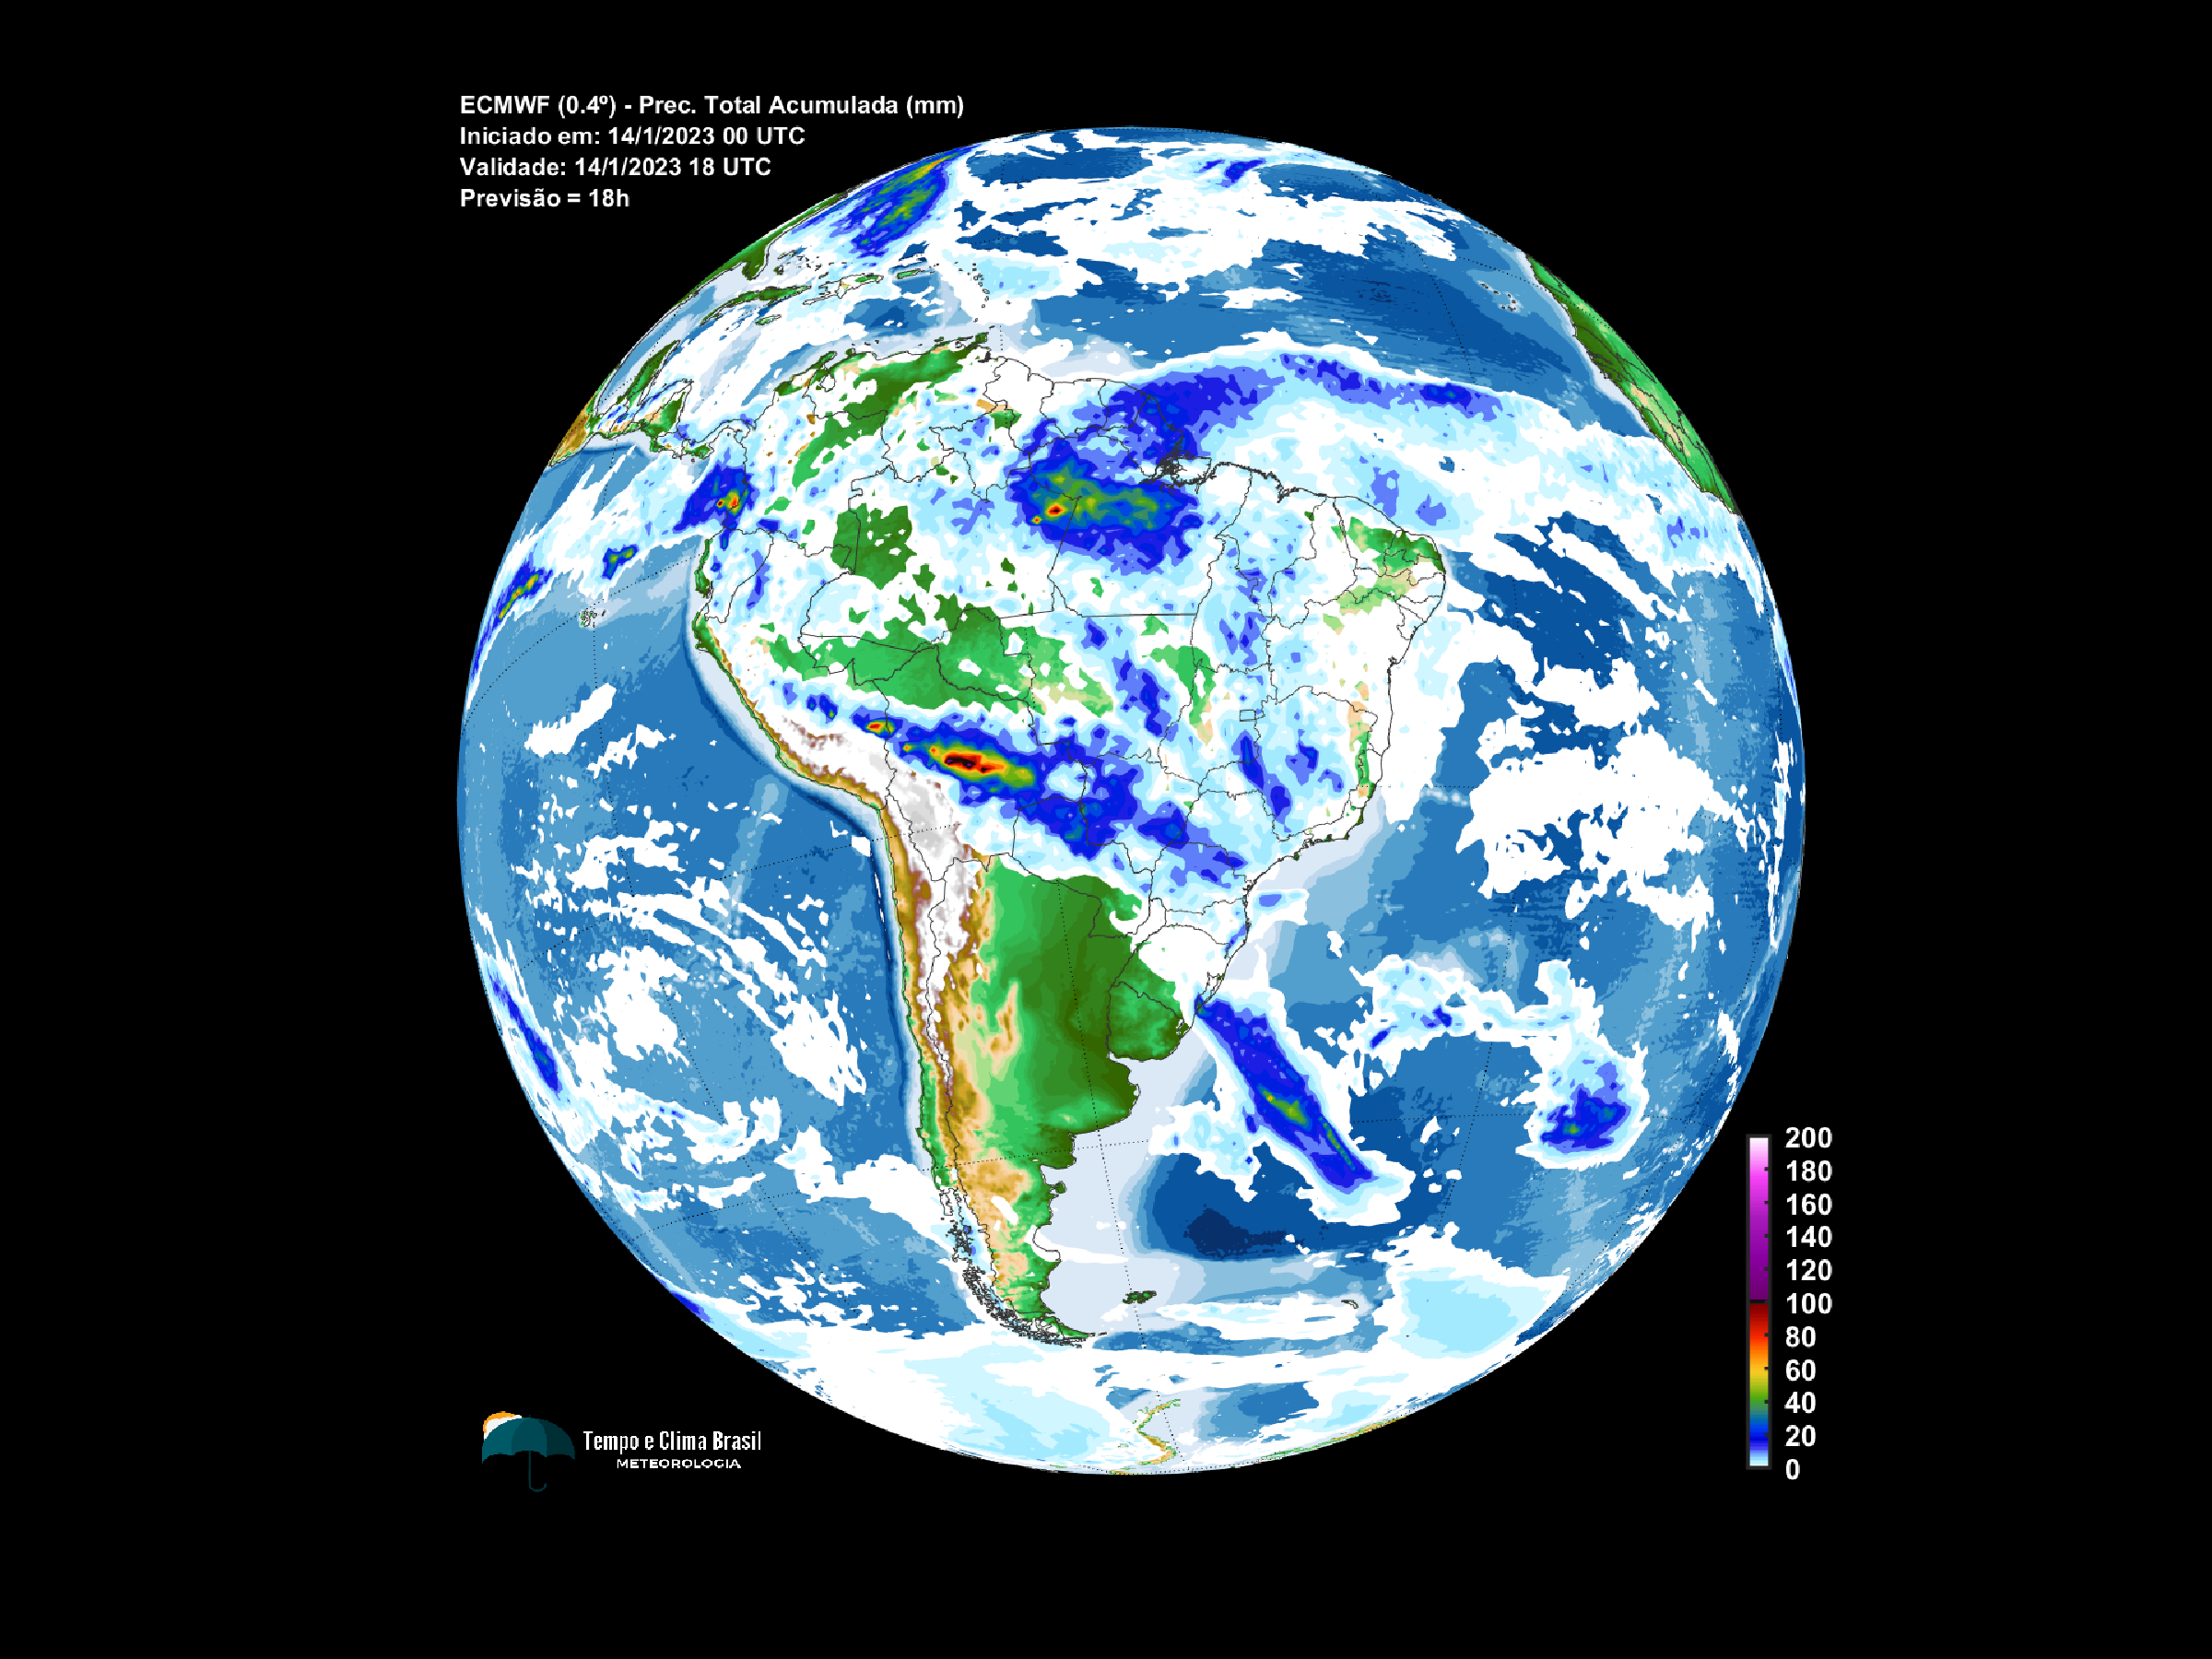 ECMWF (0.4º) - Prec. Total Acumulada (mm)
Iniciado em: 14/1/2023 00 UTC
Validade: 14/1/2023 18 UTC
Previsão = 18h
200
180
160
140
120
100
80
60
40
20
0
Tempo e Clima Brasil
METEOROLOGIA